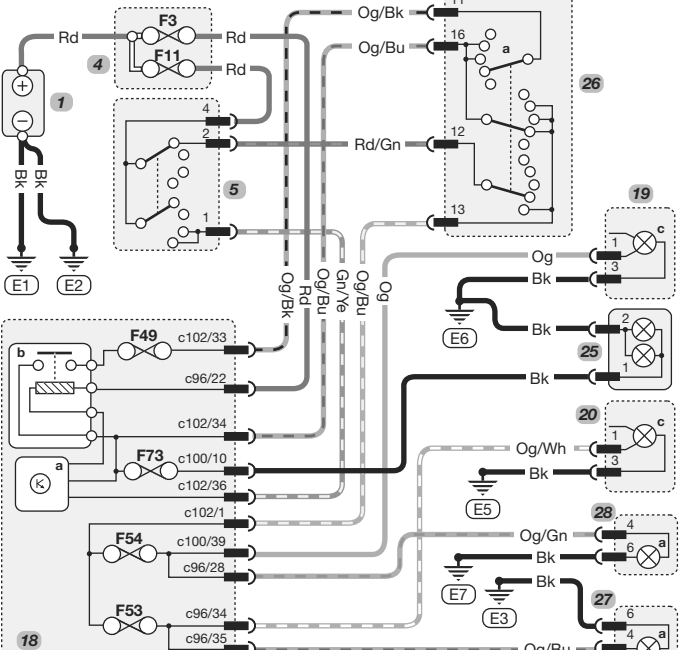 11
Og/Bk
F3
Rd
Rd
16
Og/Bu
a
F11
4
Rd
26
1
4
2
12
Rd/Gn
Bk
Bk
5
19
1
13
c
1
Og
3
Bk
E1
E2
Og/Bk
Rd
Og/Bu
Gn/Ye
Og/Bu
Og
2
Bk
E6
25
F49
c102/33
b
1
Bk
c96/22
20
c
c102/34
1
Og/Wh
F73
c100/10
3
Bk
a
c102/36
E5
c102/1
28
4
Og/Gn
F54
c100/39
a
6
Bk
c96/28
E7
Bk
27
E3
F53
c96/34
6
4
a
18
c96/35
Og/Bu